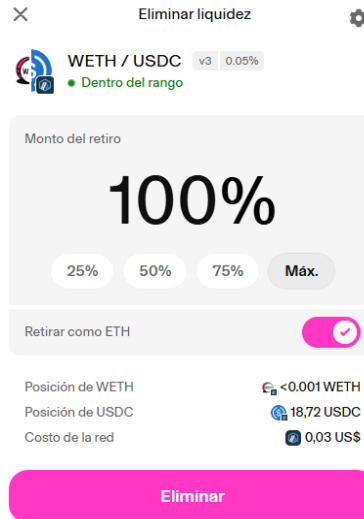 Eliminar liquidez
WETH / USDC v3 0.05%
Dentro del rango
Monto del retiro
100%
25% 50% 75% Máx.
Retirar como ETH
Posición de WETH <0.001 WETH
Posición de USDC 18,72 USDC
Costo de la red 0,03 US$
Eliminar